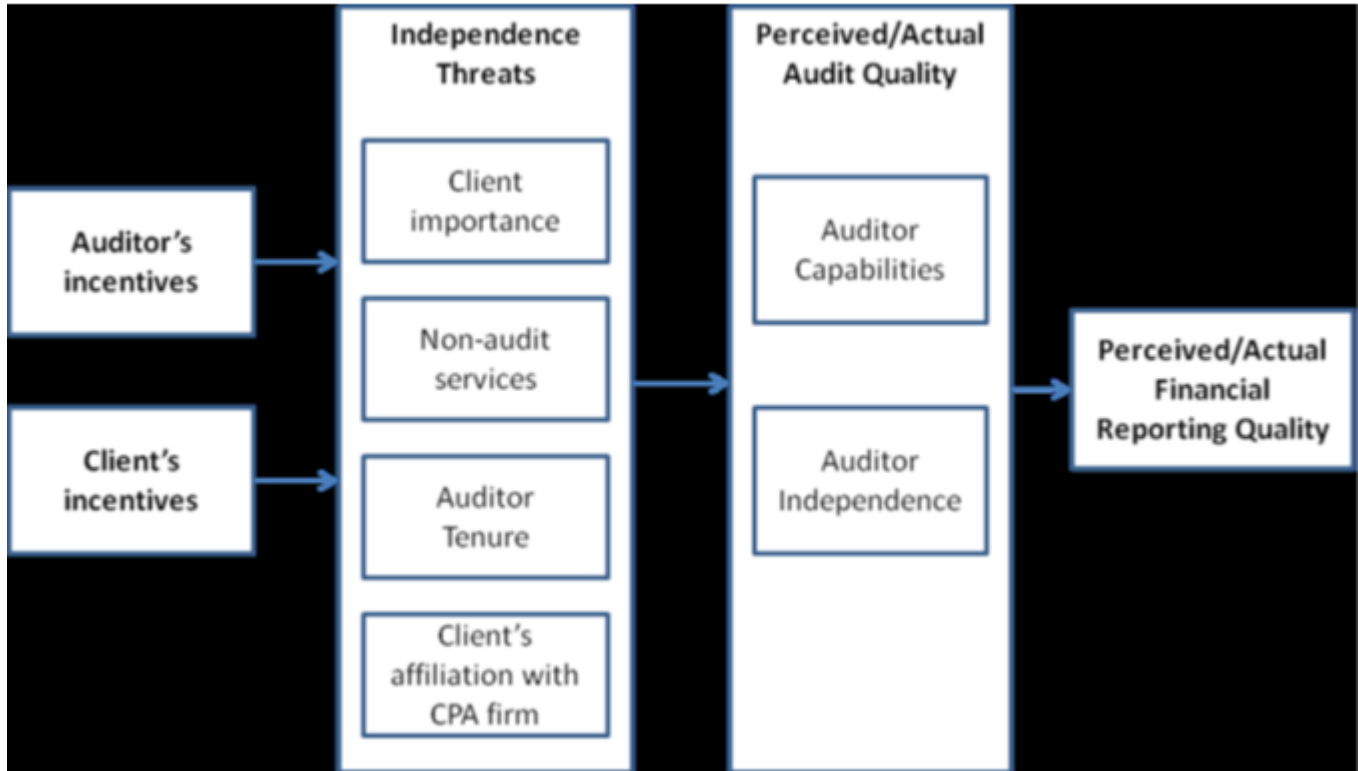 Auditor's
incentives
Client's
incentives
Independence
Threats
Client
importance
Non-audit
services
Auditor
Tenure
Client's
affiliation with
CPA firm
Perceived/Actual
Audit Quality
Auditor
Capabilities
Auditor
Independence
Perceived/Actual
Financial
Reporting Quality